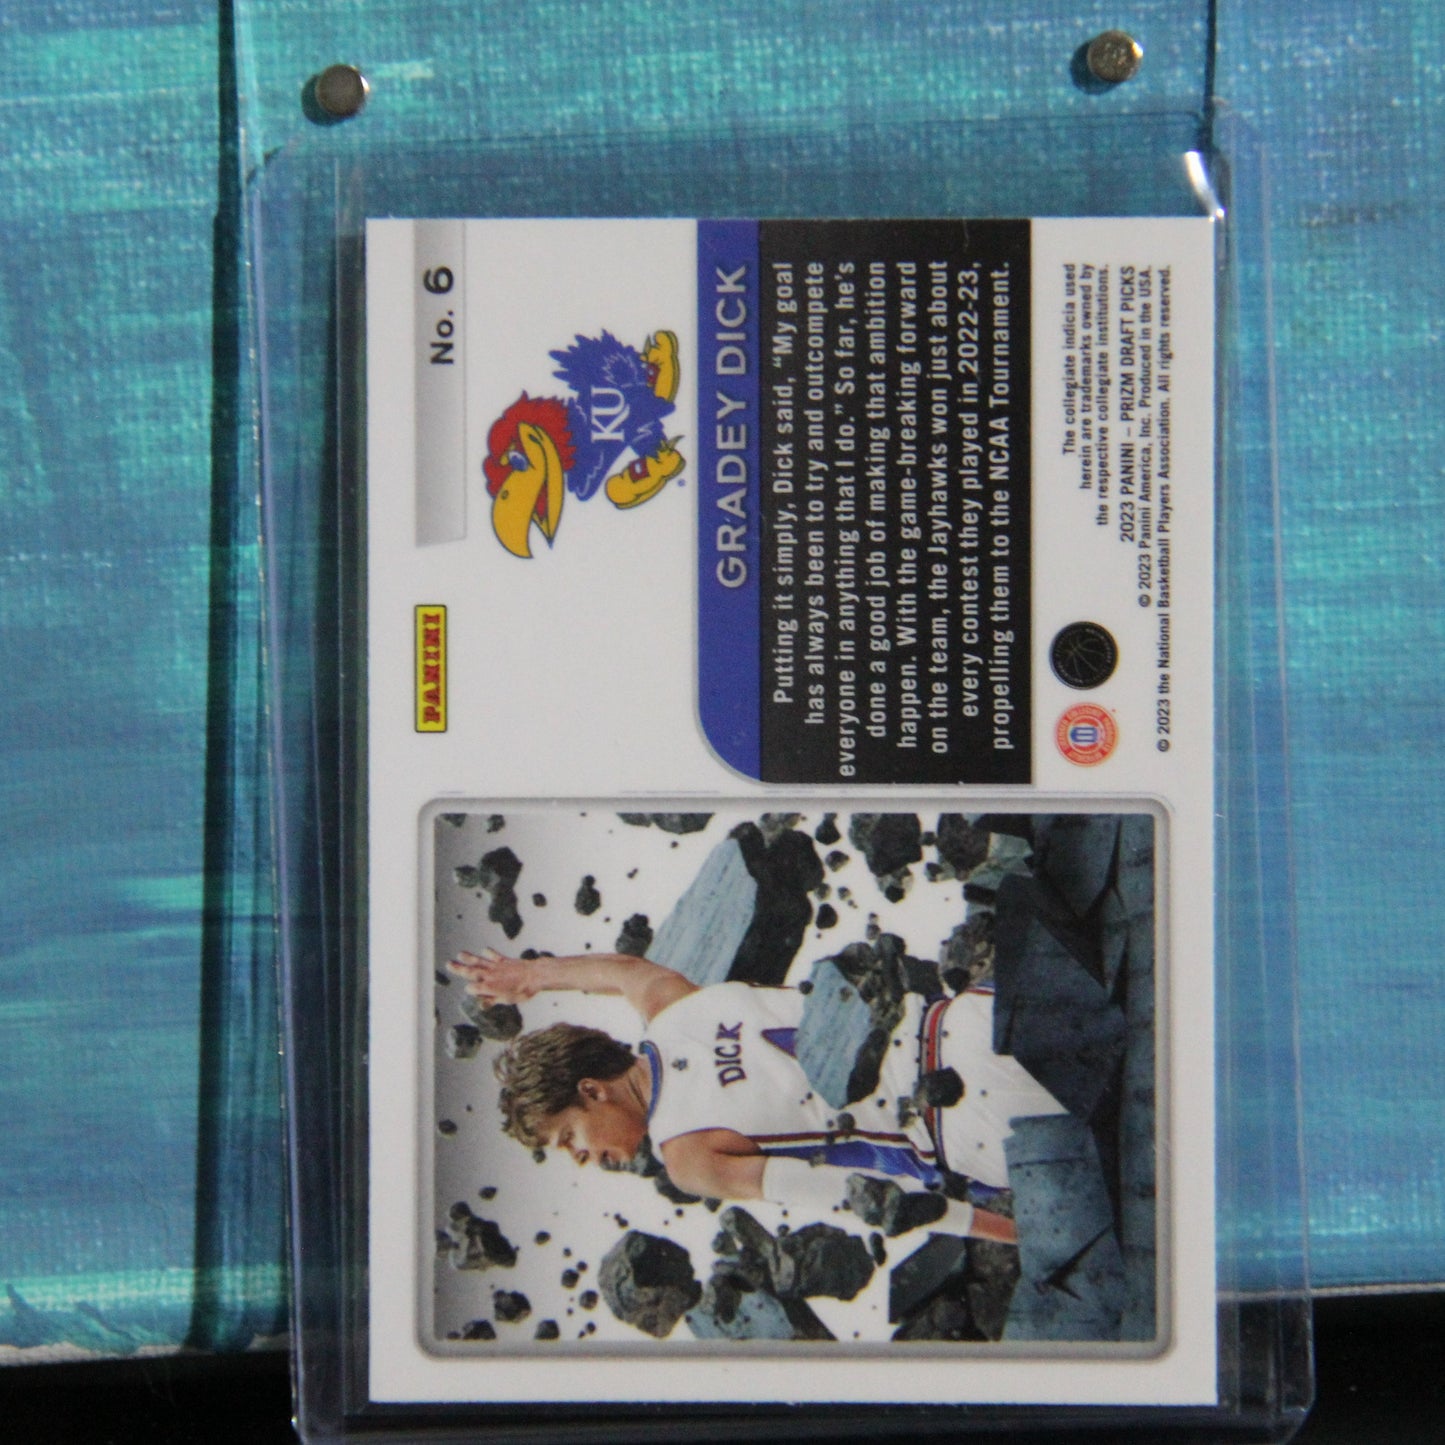 No. 6
PANINI
KU
GRADEY DICK
Putting it simply, Dick said, “My goal
has always been to try and outcompete
everyone in anything that I do.” So far, he’s
done a good job of making that ambition
happen. With the game-breaking forward
on the team, the Jayhawks won just about
every contest they played in 2022-23,
propelling them to the NCAA Tournament.
The collegiate indicia used
herein are trademarks owned by
the respective collegiate institutions.
2023 PANINI – PRIZM DRAFT PICKS
© 2023 Panini America, Inc. Produced in the USA.
© 2023 the National Basketball Players Association. All rights reserved.
DICK